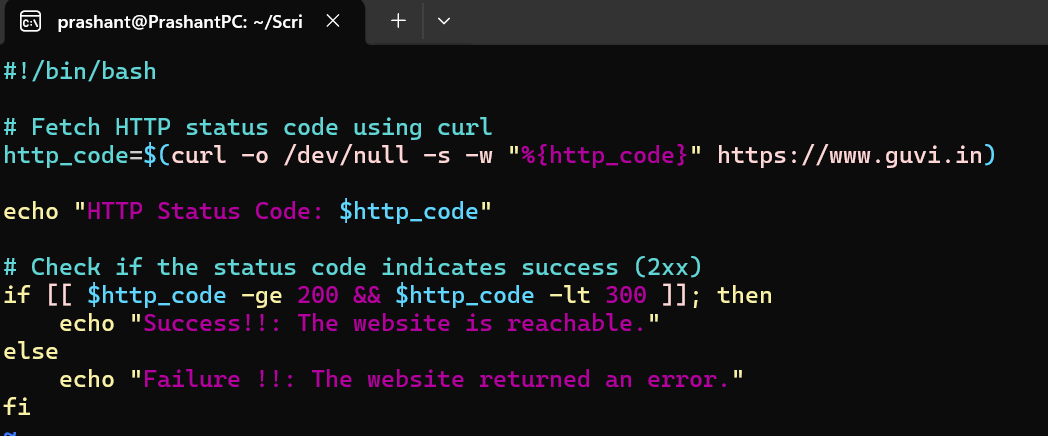 prashant@PrashantPC: ~/Scri
#!/bin/bash
# Fetch HTTP status code using curl
http_code=$(curl -o /dev/null -s -w "%{http_code}" https://www.guvi.in)
echo "HTTP Status Code: $http_code"
# Check if the status code indicates success (2xx)
if [[ $http_code -ge 200 && $http_code -lt 300 ]]; then
    echo "Success!!: The website is reachable."
else
    echo "Failure !!: The website returned an error."
fi
~